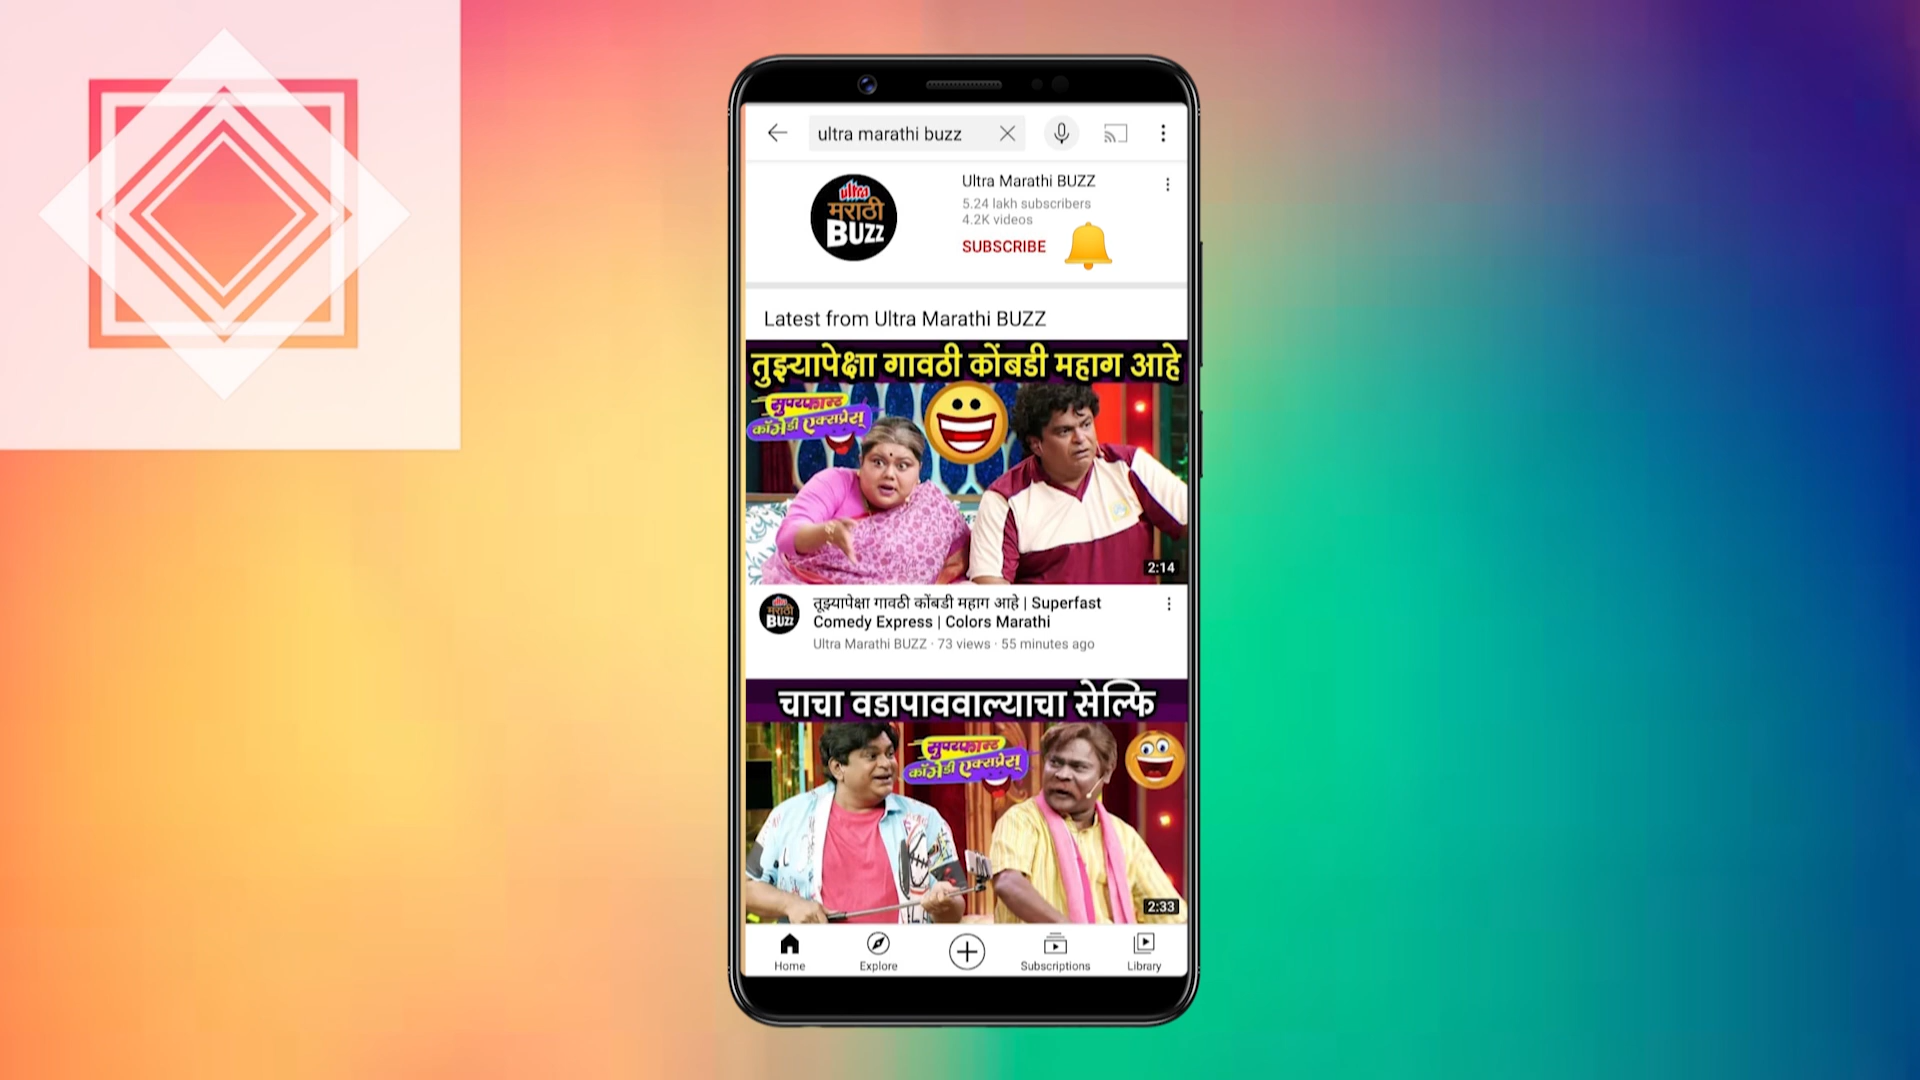 ultra marathi buzz
ultra
मराठी
BUZZ
Ultra Marathi BUZZ
5.24 lakh subscribers
4.2K videos
SUBSCRIBE
Latest from Ultra Marathi BUZZ
तुझ्यापेक्षा गावठी कोंबडी महाग आहे
सुपरफास्ट
कॉमेडी एक्सप्रेस्
2:14
ultra
मराठी
BUZZ
तूझ्यापेक्षा गावठी कोंबडी महाग आहे | Superfast
Comedy Express | Colors Marathi
Ultra Marathi BUZZ · 73 views · 55 minutes ago
चाचा वडापाववाल्याचा सेल्फि
सुपरफास्ट
कॉमेडी एक्सप्रेस्
2:33
Home
Explore
Subscriptions
Library